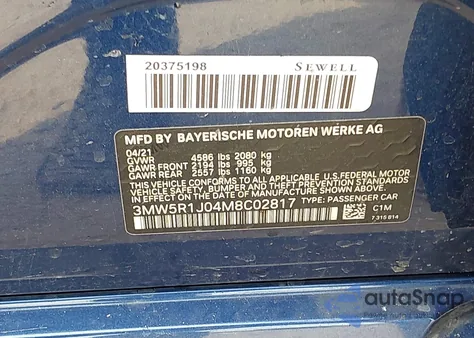 20375198 SEWELL
MFD BY BAYERISCHE MOTOREN WERKE AG
04/21
GVWR 4586 lbs 2080 kg
GAWR FRONT 2194 lbs 995 kg
GAWR REAR 2557 lbs 1160 kg
THIS VEHICLE CONFORMS TO ALL APPLICABLE U.S. FEDERAL MOTOR
VEHICLE SAFETY, BUMPER, AND THEFT PREVENTION STANDARDS IN EFFECT ON THE
DATE OF MANUFACTURE SHOWN ABOVE.
3MW5R1J04M8C02817 TYPE: PASSENGER CAR
C1M
7 315 814
autoSnap